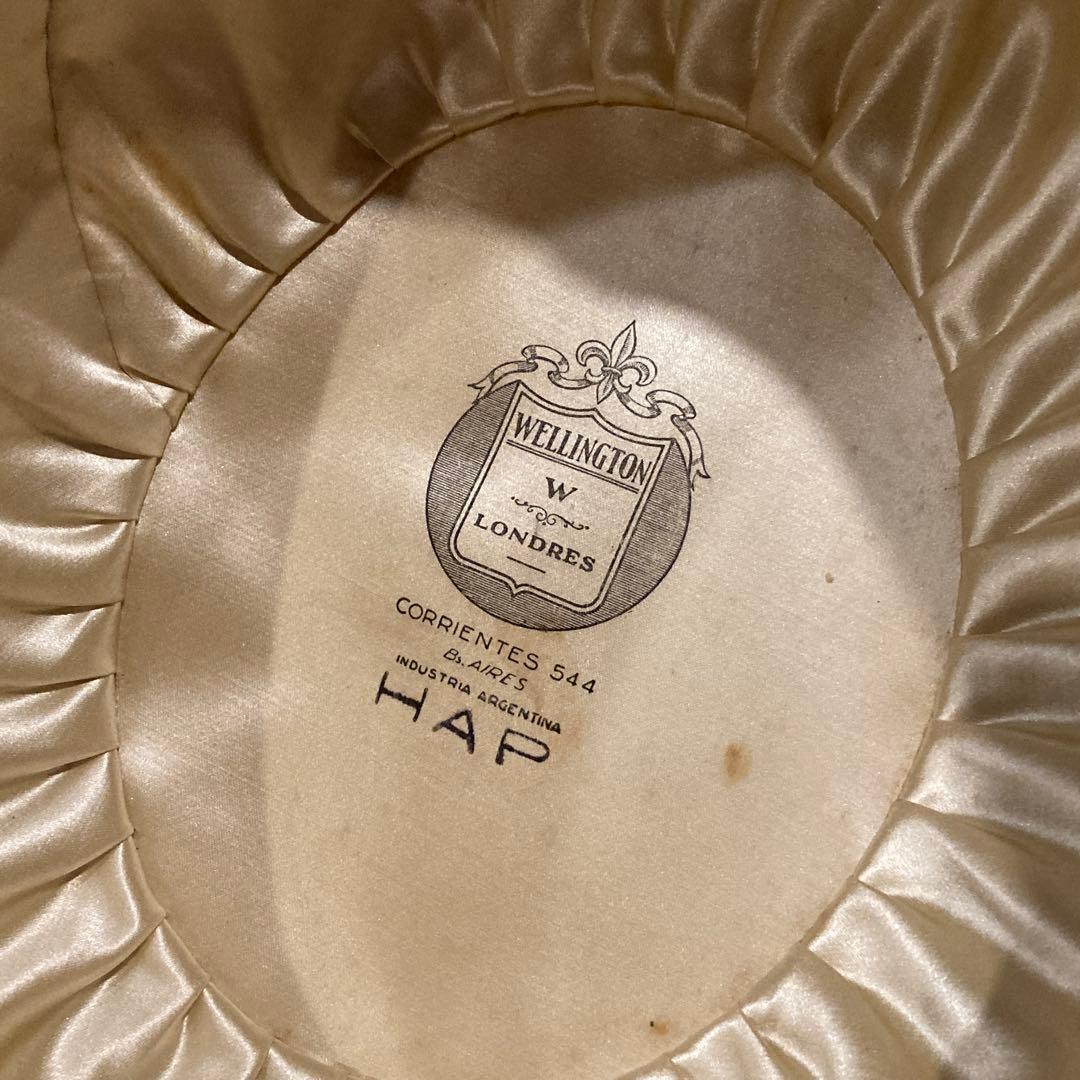 WELLINGTON
W
LONDRES
CORRIENTES 544
Bs. AIRES
INDUSTRIA ARGENTINA
HAP